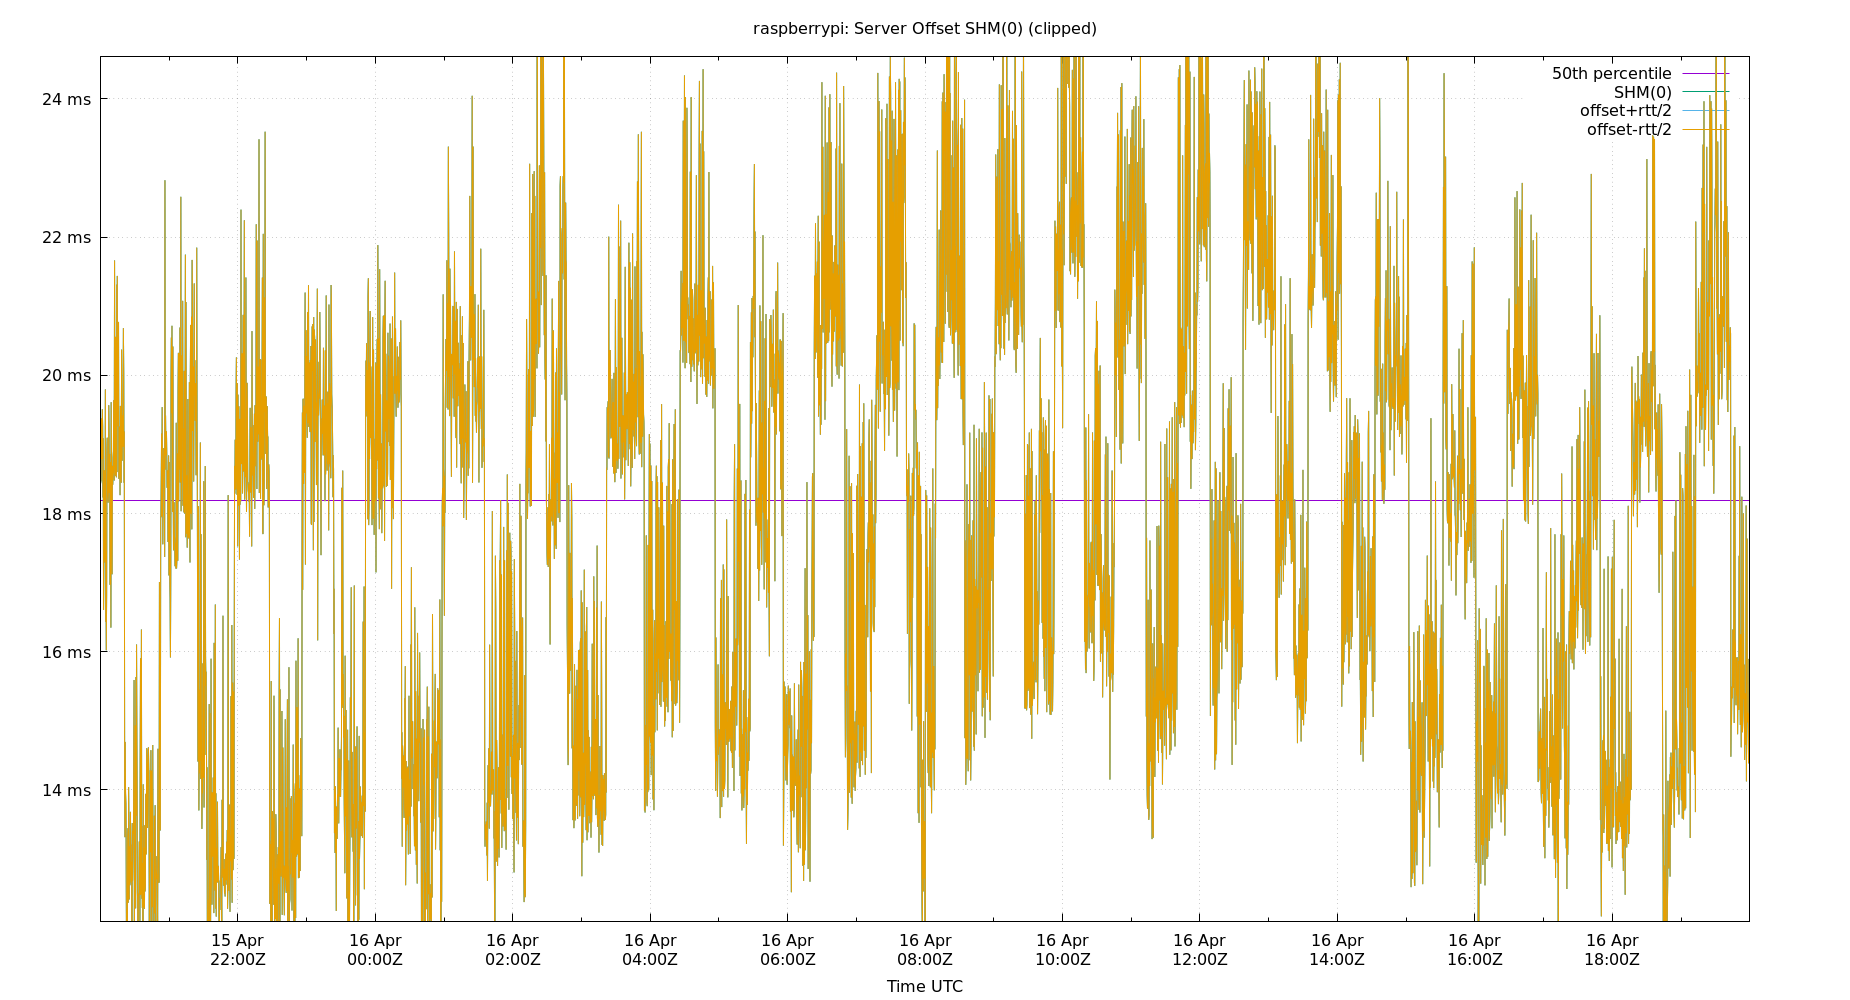 raspberrypi: Server Offset SHM(0) (clipped)
50th percentile
SHM(0)
offset+rtt/2
offset-rtt/2
24 ms
22 ms
20 ms
18 ms
16 ms
14 ms
15 Apr 16 Apr 16 Apr 16 Apr 16 Apr 16 Apr 16 Apr 16 Apr 16 Apr 16 Apr 16 Apr
22:00Z 00:00Z 02:00Z 04:00Z 06:00Z 08:00Z 10:00Z 12:00Z 14:00Z 16:00Z 18:00Z
Time UTC